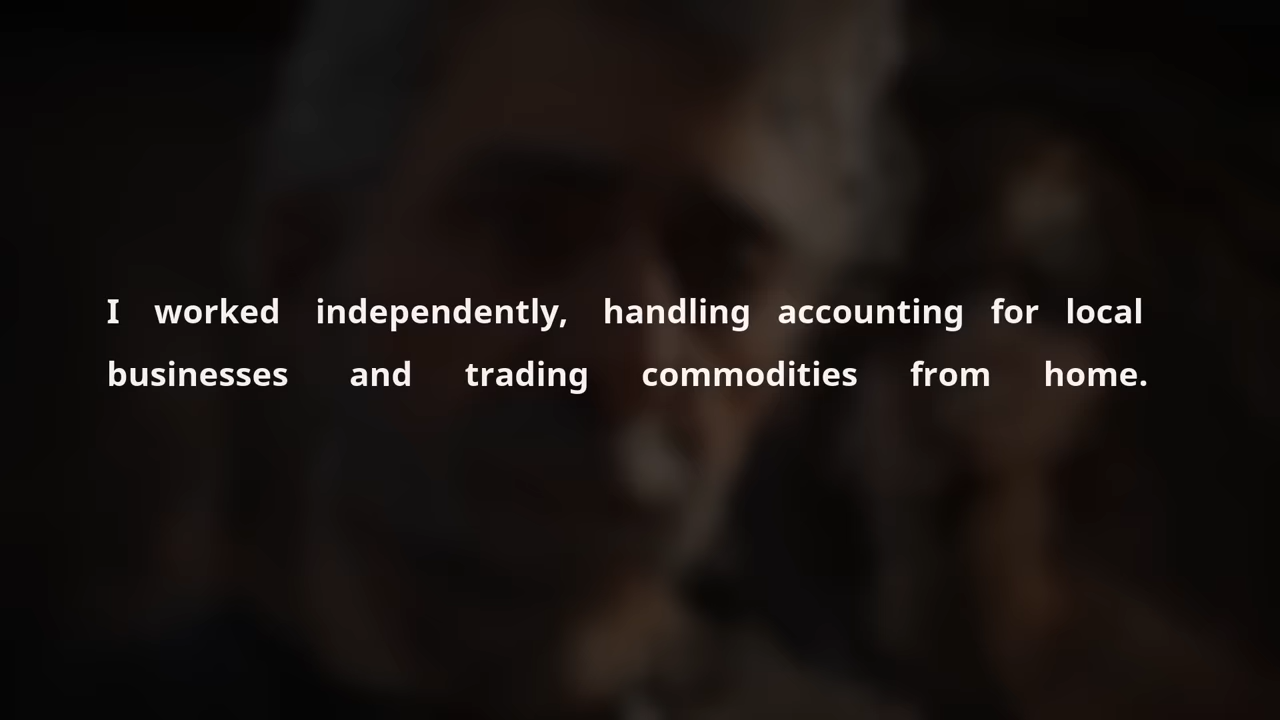 I worked independently, handling accounting for local
businesses and trading commodities from home.